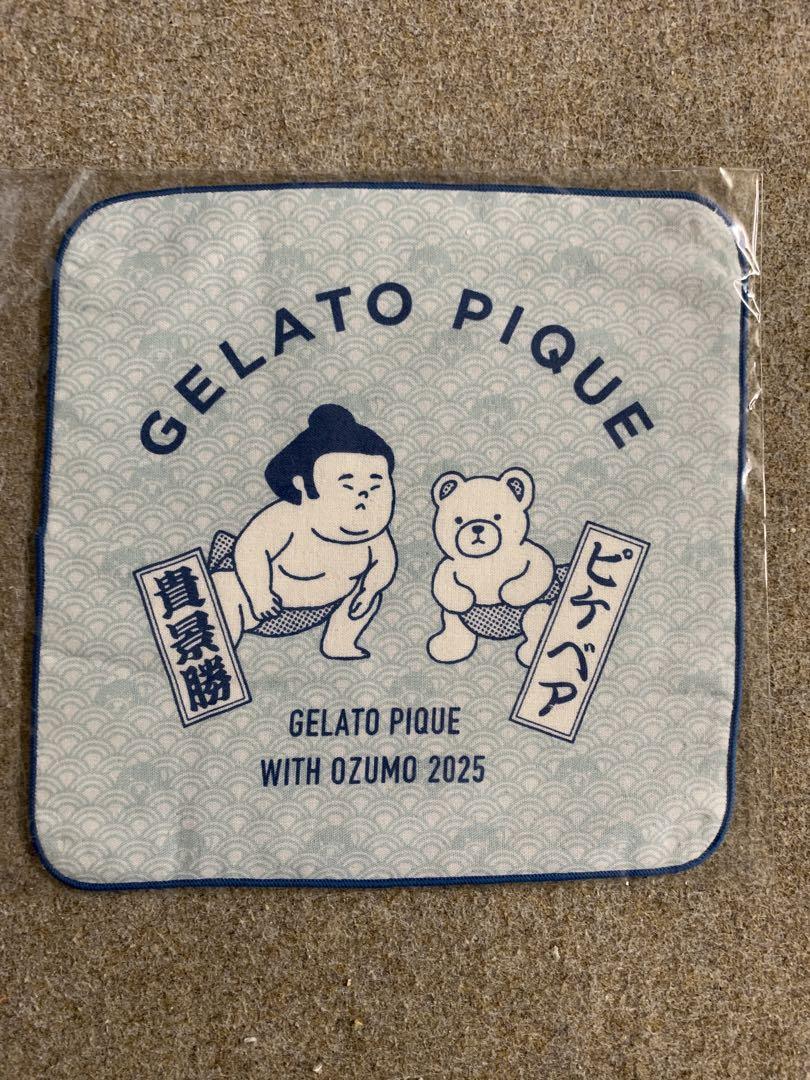 GELATO PIQUE
貴景勝
ピケベア
GELATO PIQUE
WITH OZUMO 2025